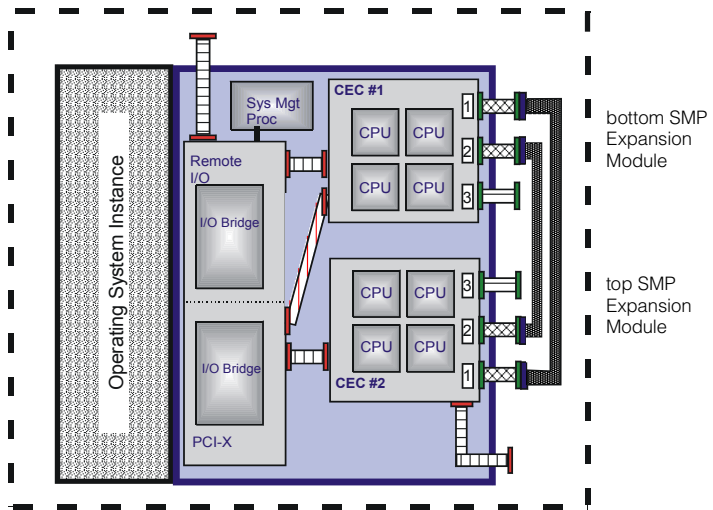 Operating System Instance
Sys Mgt
Proc
Remote
I/O
I/O Bridge
I/O Bridge
PCI-X
CEC #1
CPU
CPU
CPU
CPU
1
2
3
CPU
CPU
CPU
CPU
3
2
1
CEC #2
bottom SMP
Expansion
Module
top SMP
Expansion
Module